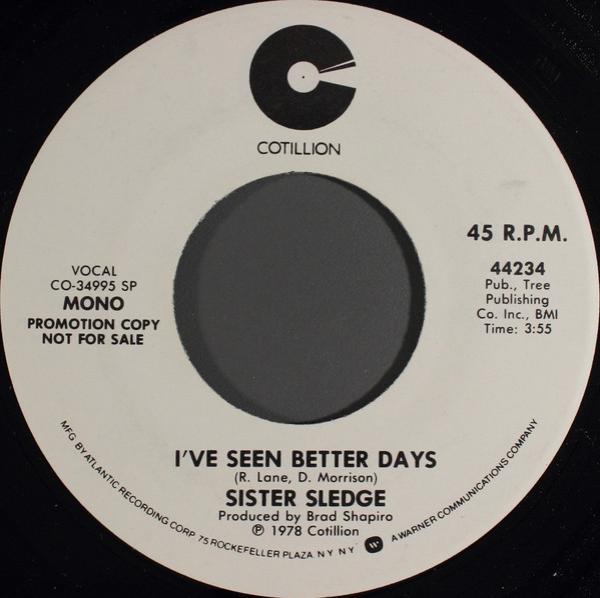 COTILLION
45 R.P.M.
44234
Pub., Tree
Publishing
Co. Inc., BMI
Time: 3:55
VOCAL
CO-34995 SP
MONO
PROMOTION COPY
NOT FOR SALE
I'VE SEEN BETTER DAYS
(R. Lane, D. Morrison)
SISTER SLEDGE
Produced by Brad Shapiro
℗ 1978 Cotillion
MFG BY ATLANTIC RECORDING CORP 75 ROCKEFELLER PLAZA N Y N Y W A WARNER COMMUNICATIONS COMPANY